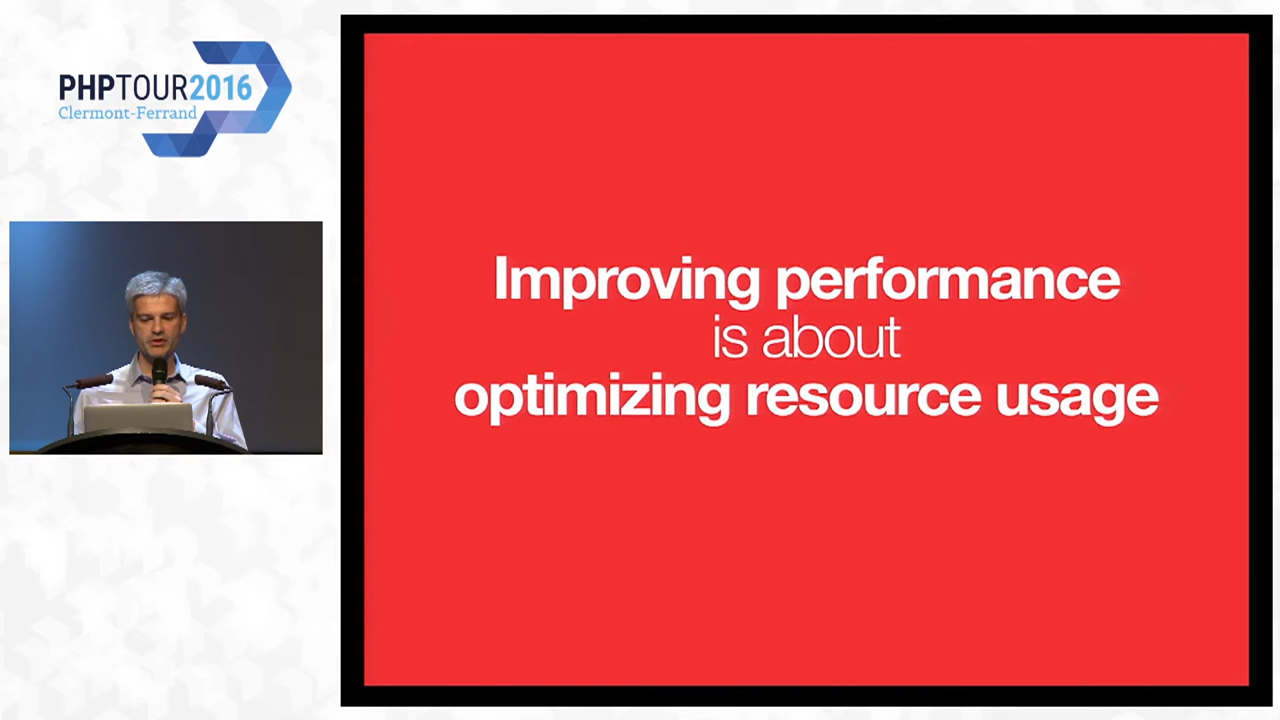 PHPTOUR2016
Clermont-Ferrand
Improving performance
is about
optimizing resource usage